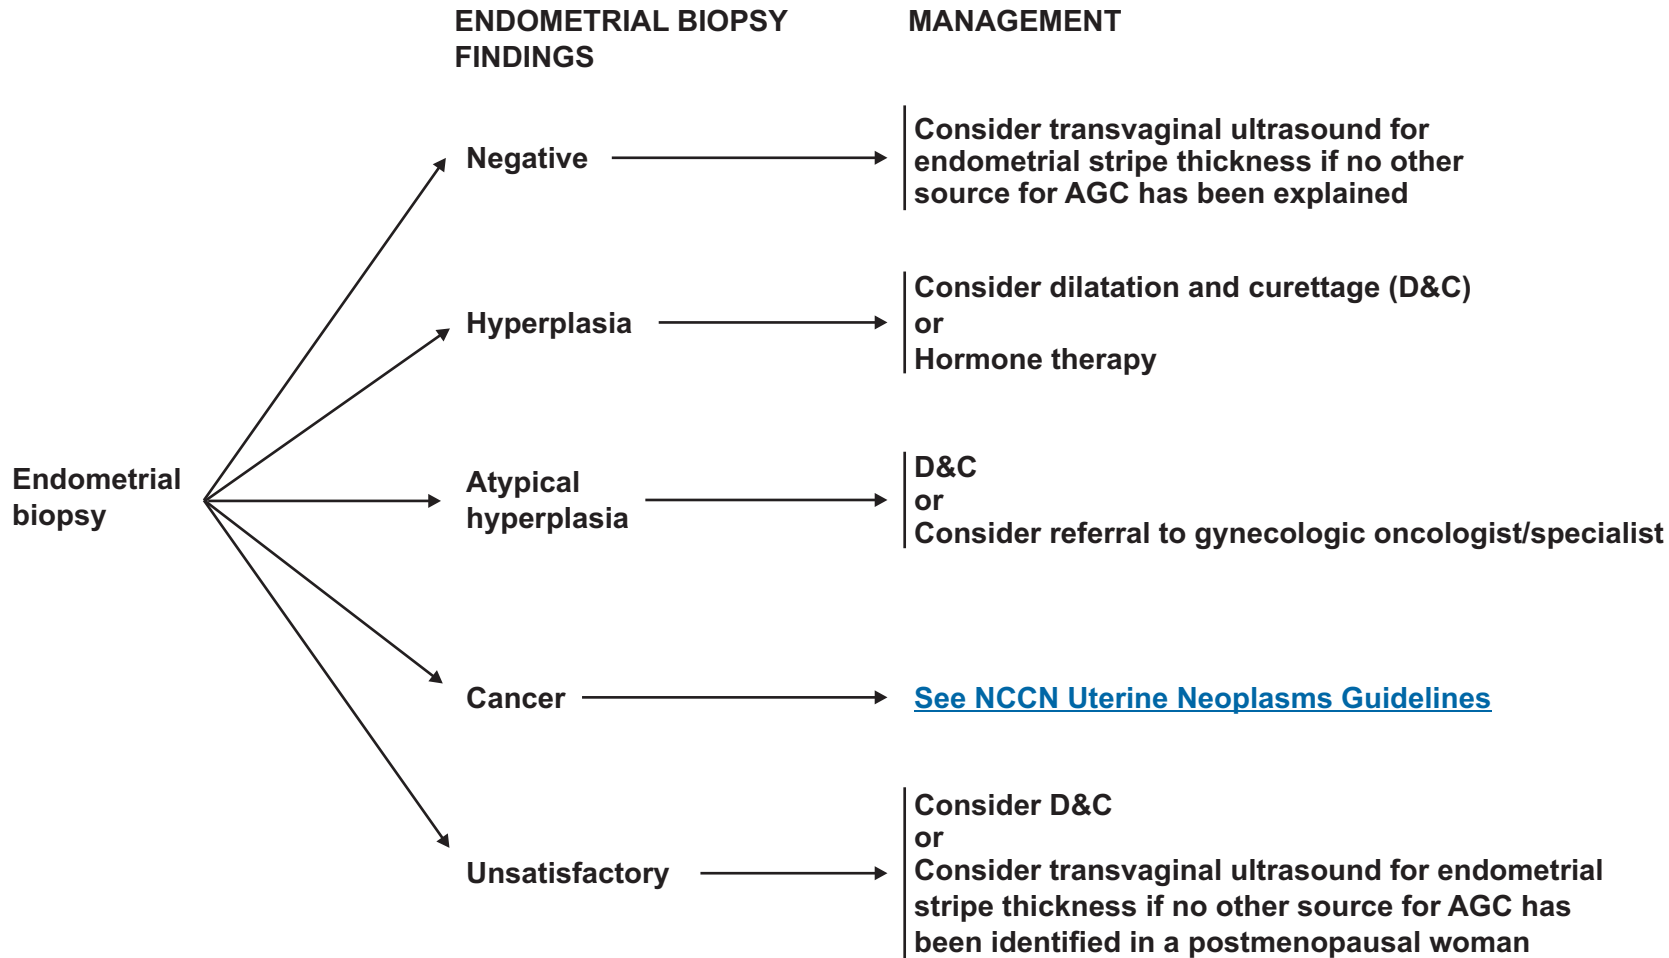 ENDOMETRIAL BIOPSY
FINDINGS
MANAGEMENT
Endometrial
biopsy
Negative
Consider transvaginal ultrasound for
endometrial stripe thickness if no other
source for AGC has been explained
Hyperplasia
Consider dilatation and curettage (D&C)
or
Hormone therapy
Atypical
hyperplasia
D&C
or
Consider referral to gynecologic oncologist/specialist
Cancer
See NCCN Uterine Neoplasms Guidelines
Unsatisfactory
Consider D&C
or
Consider transvaginal ultrasound for endometrial
stripe thickness if no other source for AGC has
been identified in a postmenopausal woman